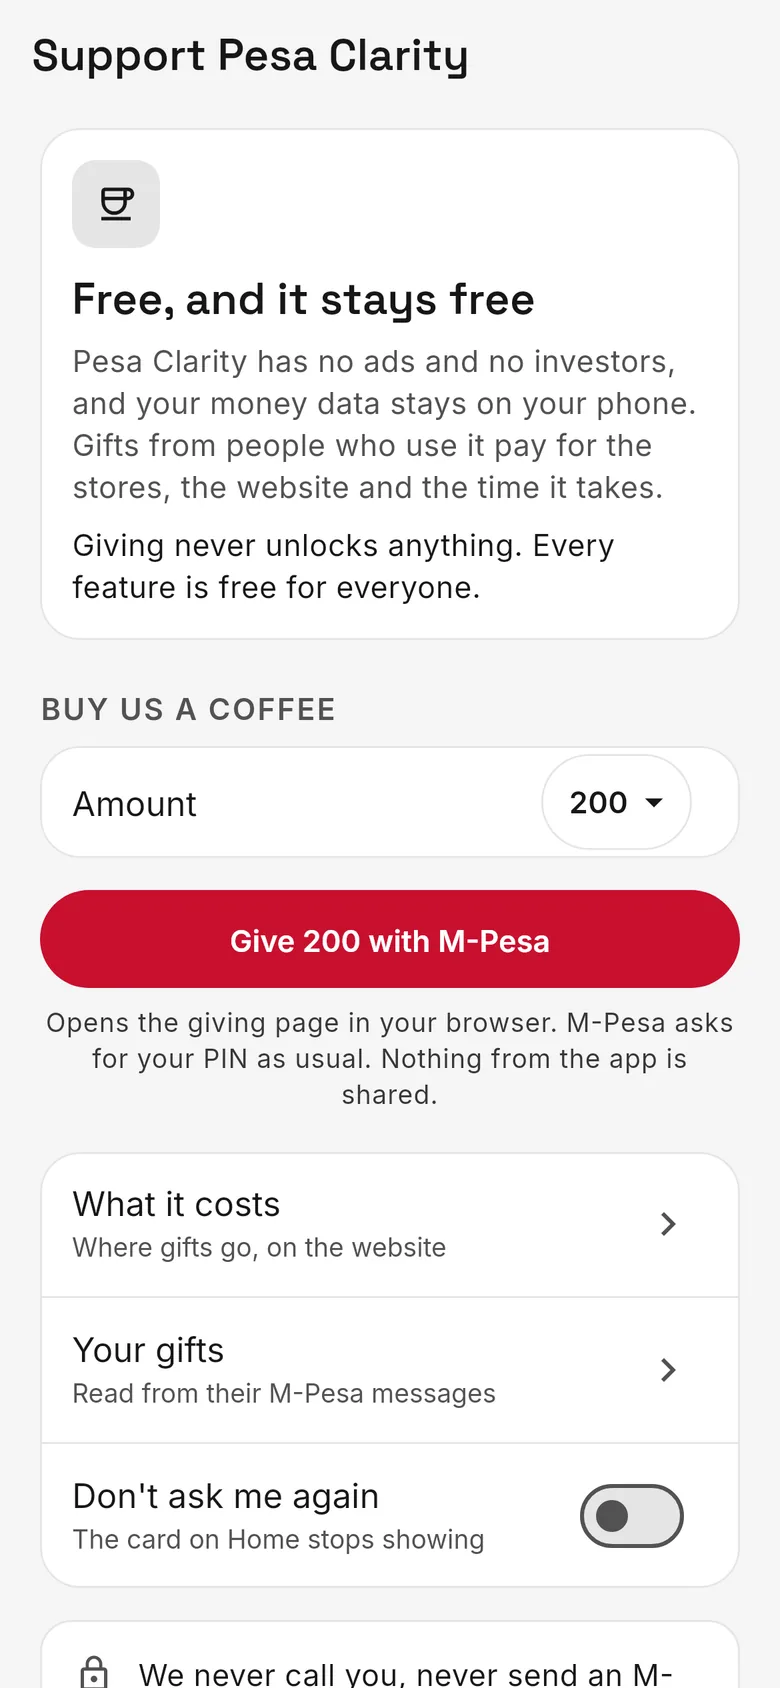 Support Pesa Clarity
Free, and it stays free
Pesa Clarity has no ads and no investors,
and your money data stays on your phone.
Gifts from people who use it pay for the
stores, the website and the time it takes.
Giving never unlocks anything. Every
feature is free for everyone.
BUY US A COFFEE
Amount
200
Give 200 with M-Pesa
Opens the giving page in your browser. M-Pesa asks
for your PIN as usual. Nothing from the app is
shared.
What it costs
Where gifts go, on the website
Your gifts
Read from their M-Pesa messages
Don't ask me again
The card on Home stops showing
We never call you, never send an M-